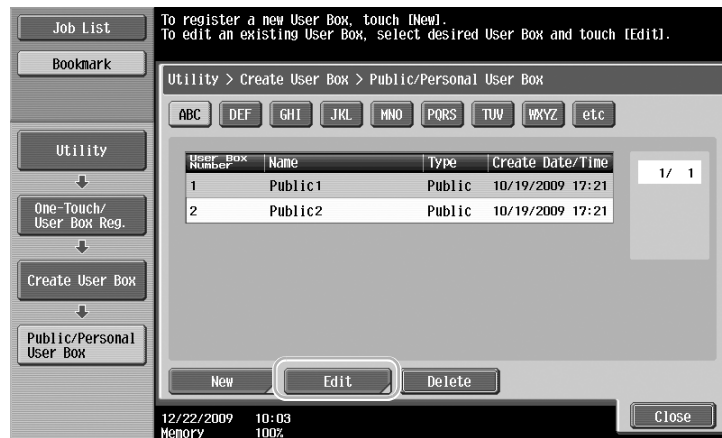 Job List
Bookmark
To register a new User Box, touch [New].
To edit an existing User Box, select desired User Box and touch [Edit].
Utility > Create User Box > Public/Personal User Box
ABC DEF GHI JKL MNO PQRS TUV WXYZ etc
Utility
One-Touch/
User Box Reg.
Create User Box
Public/Personal
User Box
User Box
Number Name Type Create Date/Time
1 Public1 Public 10/19/2009 17:21
2 Public2 Public 10/19/2009 17:21
1/ 1
New Edit Delete
12/22/2009 10:03
Memory 100%
Close